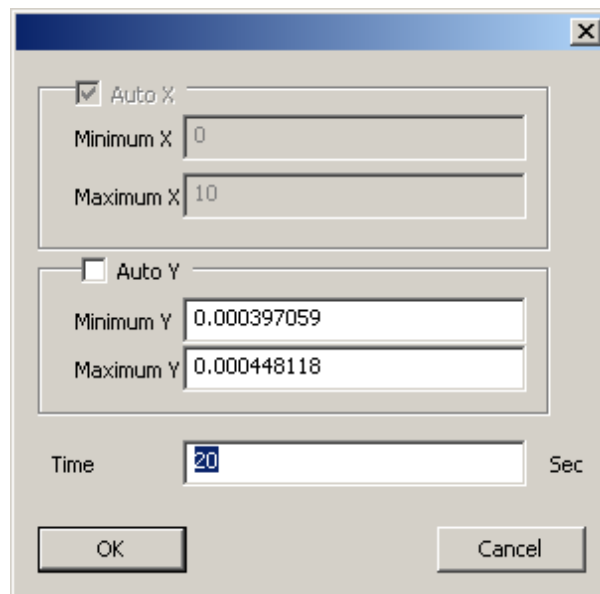 Auto X
Minimum X 0
Maximum X 10
Auto Y
Minimum Y 0.000397059
Maximum Y 0.000448118
Time 20 Sec
OK Cancel